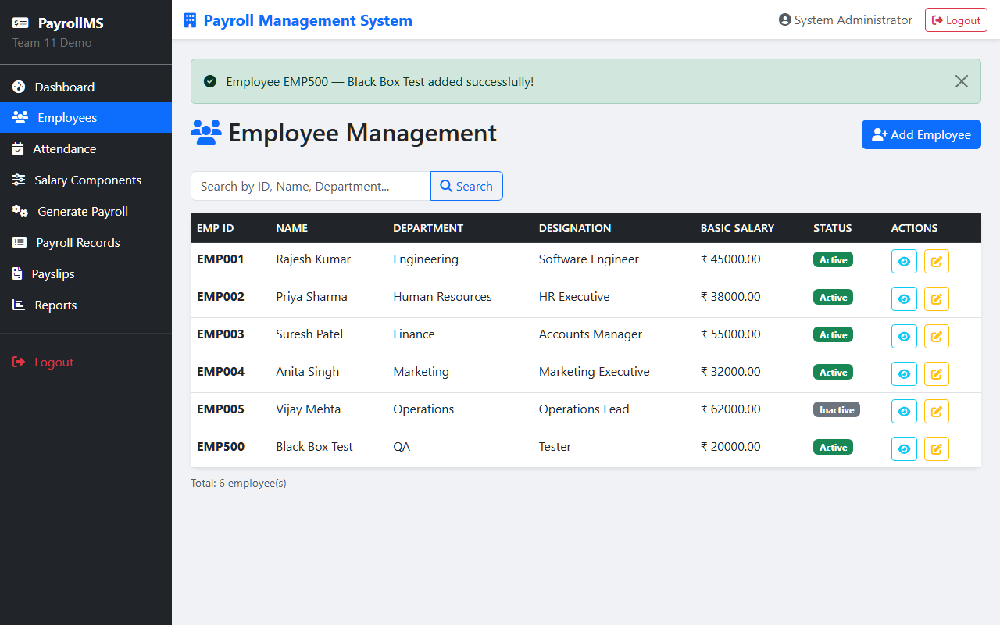 PayrollMS
Team 11 Demo
Dashboard
Employees
Attendance
Salary Components
Generate Payroll
Payroll Records
Payslips
Reports
Logout
Payroll Management System
System Administrator
Logout
Employee EMP500 — Black Box Test added successfully!
Employee Management
Add Employee
Search by ID, Name, Department...
Search
EMP ID NAME DEPARTMENT DESIGNATION BASIC SALARY STATUS ACTIONS
EMP001 Rajesh Kumar Engineering Software Engineer ₹ 45000.00 Active
EMP002 Priya Sharma Human Resources HR Executive ₹ 38000.00 Active
EMP003 Suresh Patel Finance Accounts Manager ₹ 55000.00 Active
EMP004 Anita Singh Marketing Marketing Executive ₹ 32000.00 Active
EMP005 Vijay Mehta Operations Operations Lead ₹ 62000.00 Inactive
EMP500 Black Box Test QA Tester ₹ 20000.00 Active
Total: 6 employee(s)